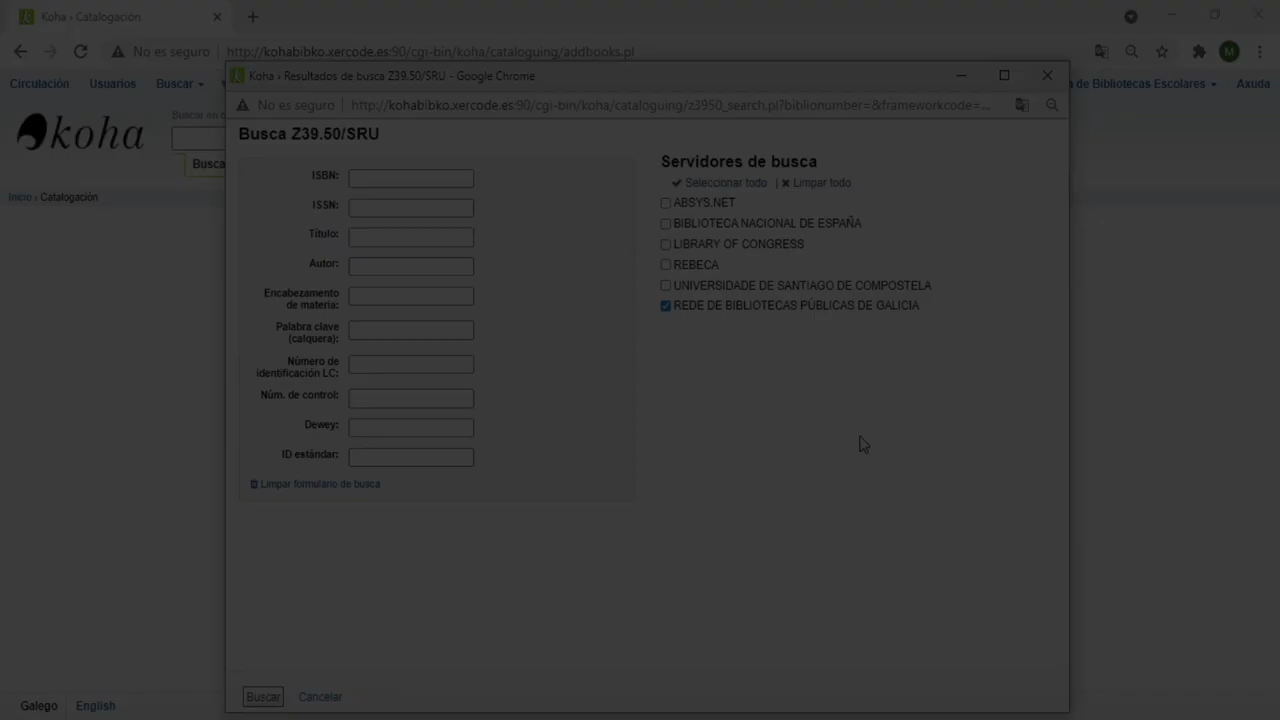 Koha › Catalogación
No es seguro
http://kohabibko.xercode.es:90/cgi-bin/koha/cataloguing/addbooks.pl
M
Koha › Resultados de busca Z39.50/SRU - Google Chrome
Circulación
Usuarios
Buscar
de Bibliotecas Escolares
Axuda
No es seguro
http://kohabibko.xercode.es:90/cgi-bin/koha/cataloguing/z3950_search.pl?biblionumber=&frameworkcode=...
koha
Buscar en
Busca
Busca Z39.50/SRU
Inicio › Catalogación
ISBN:
ISSN:
Título:
Autor:
Encabezamento
de materia:
Palabra clave
(calquera):
Número de
identificación LC:
Núm. de control:
Dewey:
ID estándar:
Limpar formulario de busca
Servidores de busca
Seleccionar todo | Limpar todo
ABSYS.NET
BIBLIOTECA NACIONAL DE ESPAÑA
LIBRARY OF CONGRESS
REBECA
UNIVERSIDADE DE SANTIAGO DE COMPOSTELA
REDE DE BIBLIOTECAS PÚBLICAS DE GALICIA
Buscar
Cancelar
Galego
English